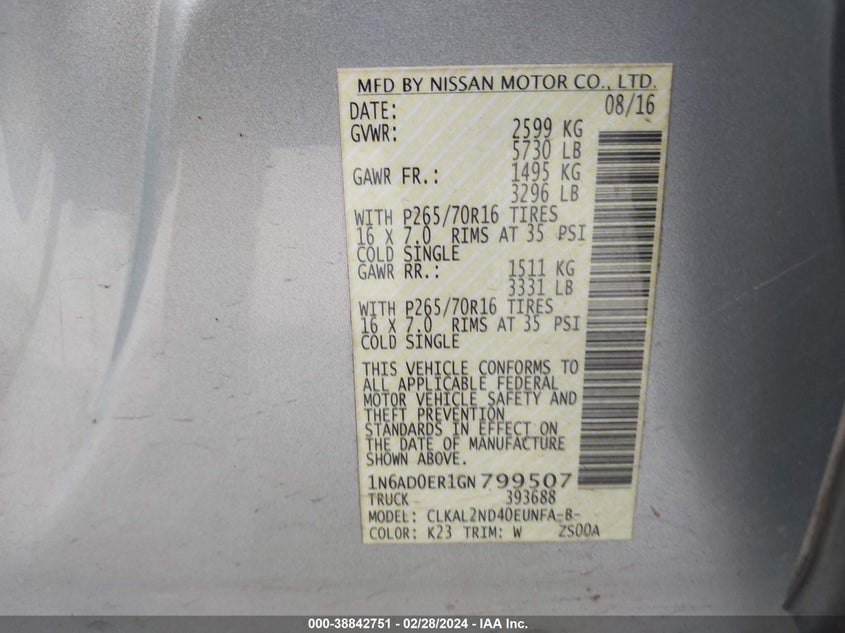 MFD BY NISSAN MOTOR CO., LTD.
DATE: 08/16
GVWR: 2599 KG
5730 LB
GAWR FR.: 1495 KG
3296 LB
WITH P265/70R16 TIRES
16 X 7.0 RIMS AT 35 PSI
COLD SINGLE
GAWR RR.: 1511 KG
3331 LB
WITH P265/70R16 TIRES
16 X 7.0 RIMS AT 35 PSI
COLD SINGLE
THIS VEHICLE CONFORMS TO
ALL APPLICABLE FEDERAL
MOTOR VEHICLE SAFETY AND
THEFT PREVENTION
STANDARDS IN EFFECT ON
THE DATE OF MANUFACTURE
SHOWN ABOVE.
1N6AD0ER1GN799507
TRUCK 393688
MODEL: CLKAL2ND40EUNFA-B-
COLOR: K23 TRIM: W ZS00A
000-38842751 - 02/28/2024 - IAA Inc.